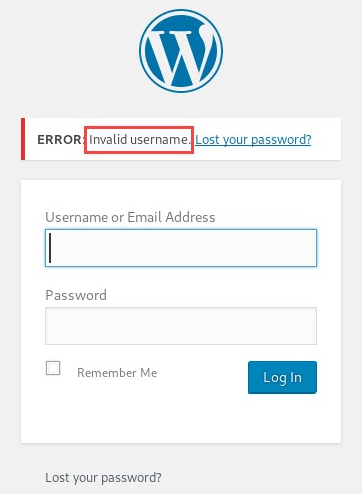 ERROR: Invalid username. Lost your password?
Username or Email Address
Password
Remember Me
Log In
Lost your password?